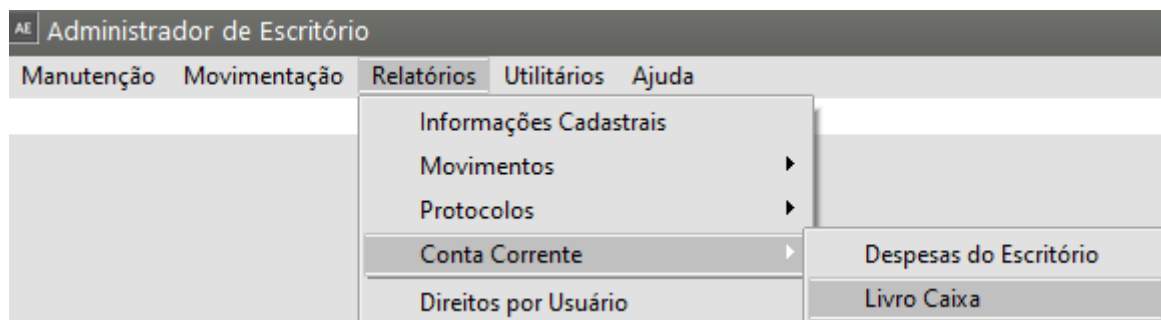 AE Administrador de Escritório
Manutenção Movimentação Relatórios Utilitários Ajuda
Informações Cadastrais
Movimentos
Protocolos
Conta Corrente
Despesas do Escritório
Livro Caixa
Direitos por Usuário